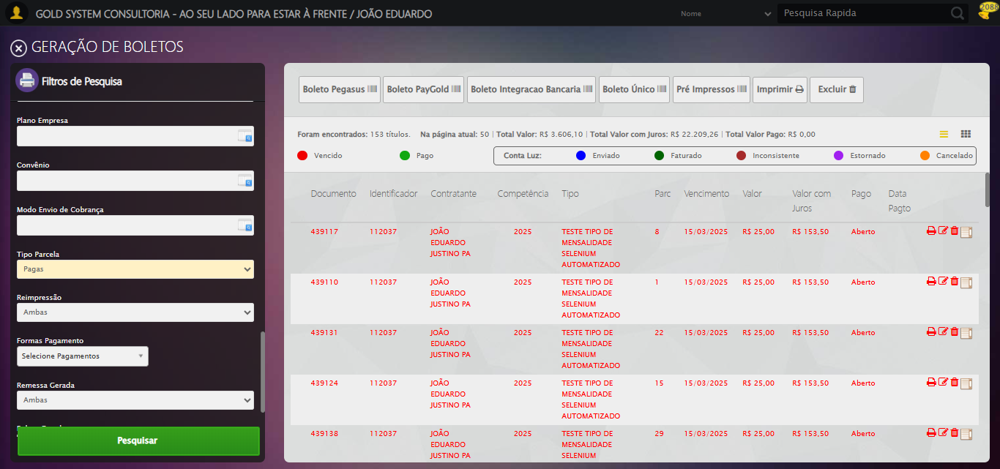 GOLD SYSTEM CONSULTORIA - AO SEU LADO PARA ESTAR À FRENTE / JOÃO EDUARDO
Nome
Pesquisa Rapida
2088
GERAÇÃO DE BOLETOS
Filtros de Pesquisa
Plano Empresa
Convênio
Modo Envio de Cobrança
Tipo Parcela
Pagas
Reimpressão
Ambas
Formas Pagamento
Selecione Pagamentos
Remessa Gerada
Ambas
Pesquisar
Boleto Pegasus
Boleto PayGold
Boleto Integracao Bancaria
Boleto Único
Pré Impressos
Imprimir
Excluir
Foram encontrados: 153 títulos. Na página atual: 50 | Total Valor: R$ 3.606,10 | Total Valor com Juros: R$ 22.209,26 | Total Valor Pago: R$ 0,00
Vencido
Pago
Conta Luz:
Enviado
Faturado
Inconsistente
Estornado
Cancelado
Documento Identificador Contratante Competência Tipo Parc Vencimento Valor Valor com Pago Data
Juros Pagto
439117 112037 JOÃO 2025 TESTE TIPO DE 8 15/03/2025 R$ 25,00 R$ 153,50 Aberto
EDUARDO MENSALIDADE
JUSTINO PA SELENIUM
AUTOMATIZADO
439110 112037 JOÃO 2025 TESTE TIPO DE 1 15/03/2025 R$ 25,00 R$ 153,50 Aberto
EDUARDO MENSALIDADE
JUSTINO PA SELENIUM
AUTOMATIZADO
439131 112037 JOÃO 2025 TESTE TIPO DE 22 15/03/2025 R$ 25,00 R$ 153,50 Aberto
EDUARDO MENSALIDADE
JUSTINO PA SELENIUM
AUTOMATIZADO
439124 112037 JOÃO 2025 TESTE TIPO DE 15 15/03/2025 R$ 25,00 R$ 153,50 Aberto
EDUARDO MENSALIDADE
JUSTINO PA SELENIUM
AUTOMATIZADO
439138 112037 JOÃO 2025 TESTE TIPO DE 29 15/03/2025 R$ 25,00 R$ 153,50 Aberto
EDUARDO MENSALIDADE
JUSTINO PA SELENIUM